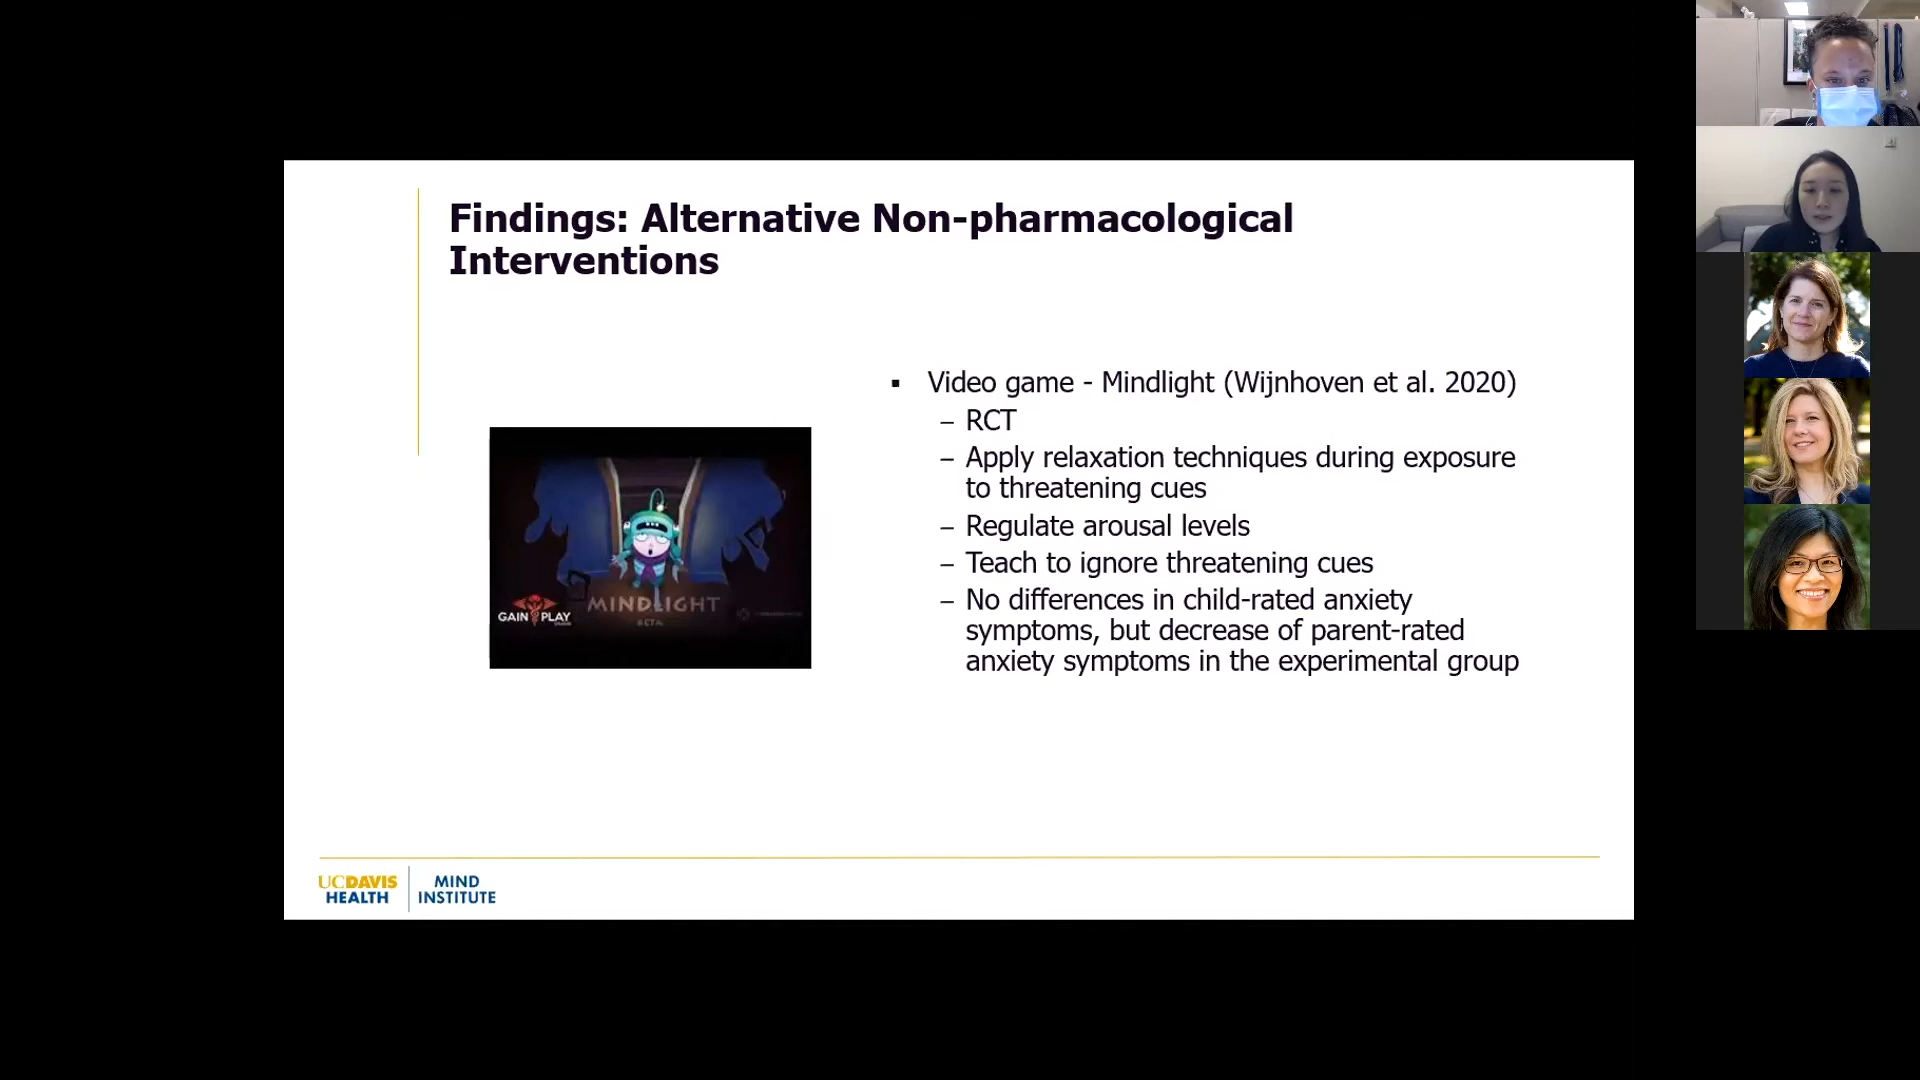 Findings: Alternative Non-pharmacological
Interventions
▪ Video game - Mindlight (Wijnhoven et al. 2020)
– RCT
– Apply relaxation techniques during exposure
to threatening cues
– Regulate arousal levels
– Teach to ignore threatening cues
– No differences in child-rated anxiety
symptoms, but decrease of parent-rated
anxiety symptoms in the experimental group
MINDLIGHT
BETA
GAIN PLAY
UCDAVIS
HEALTH
MIND
INSTITUTE